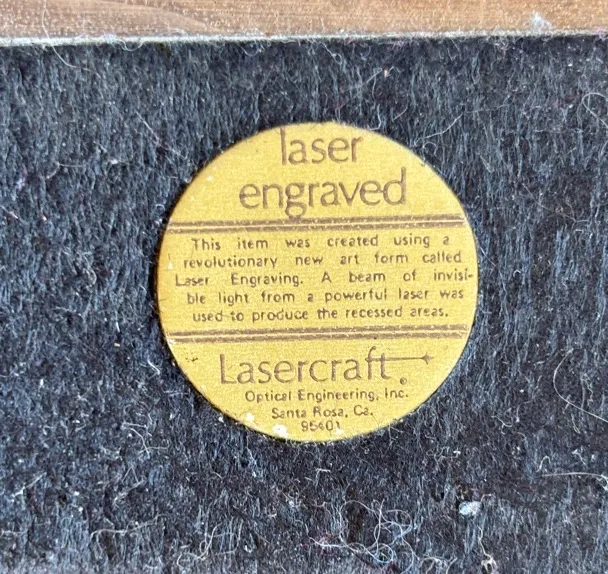 laser
engraved
This item was created using a
revolutionary new art form called
Laser Engraving. A beam of invisi-
ble light from a powerful laser was
used to produce the recessed areas.
Lasercraft
Optical Engineering, Inc.
Santa Rosa, Ca.
95401